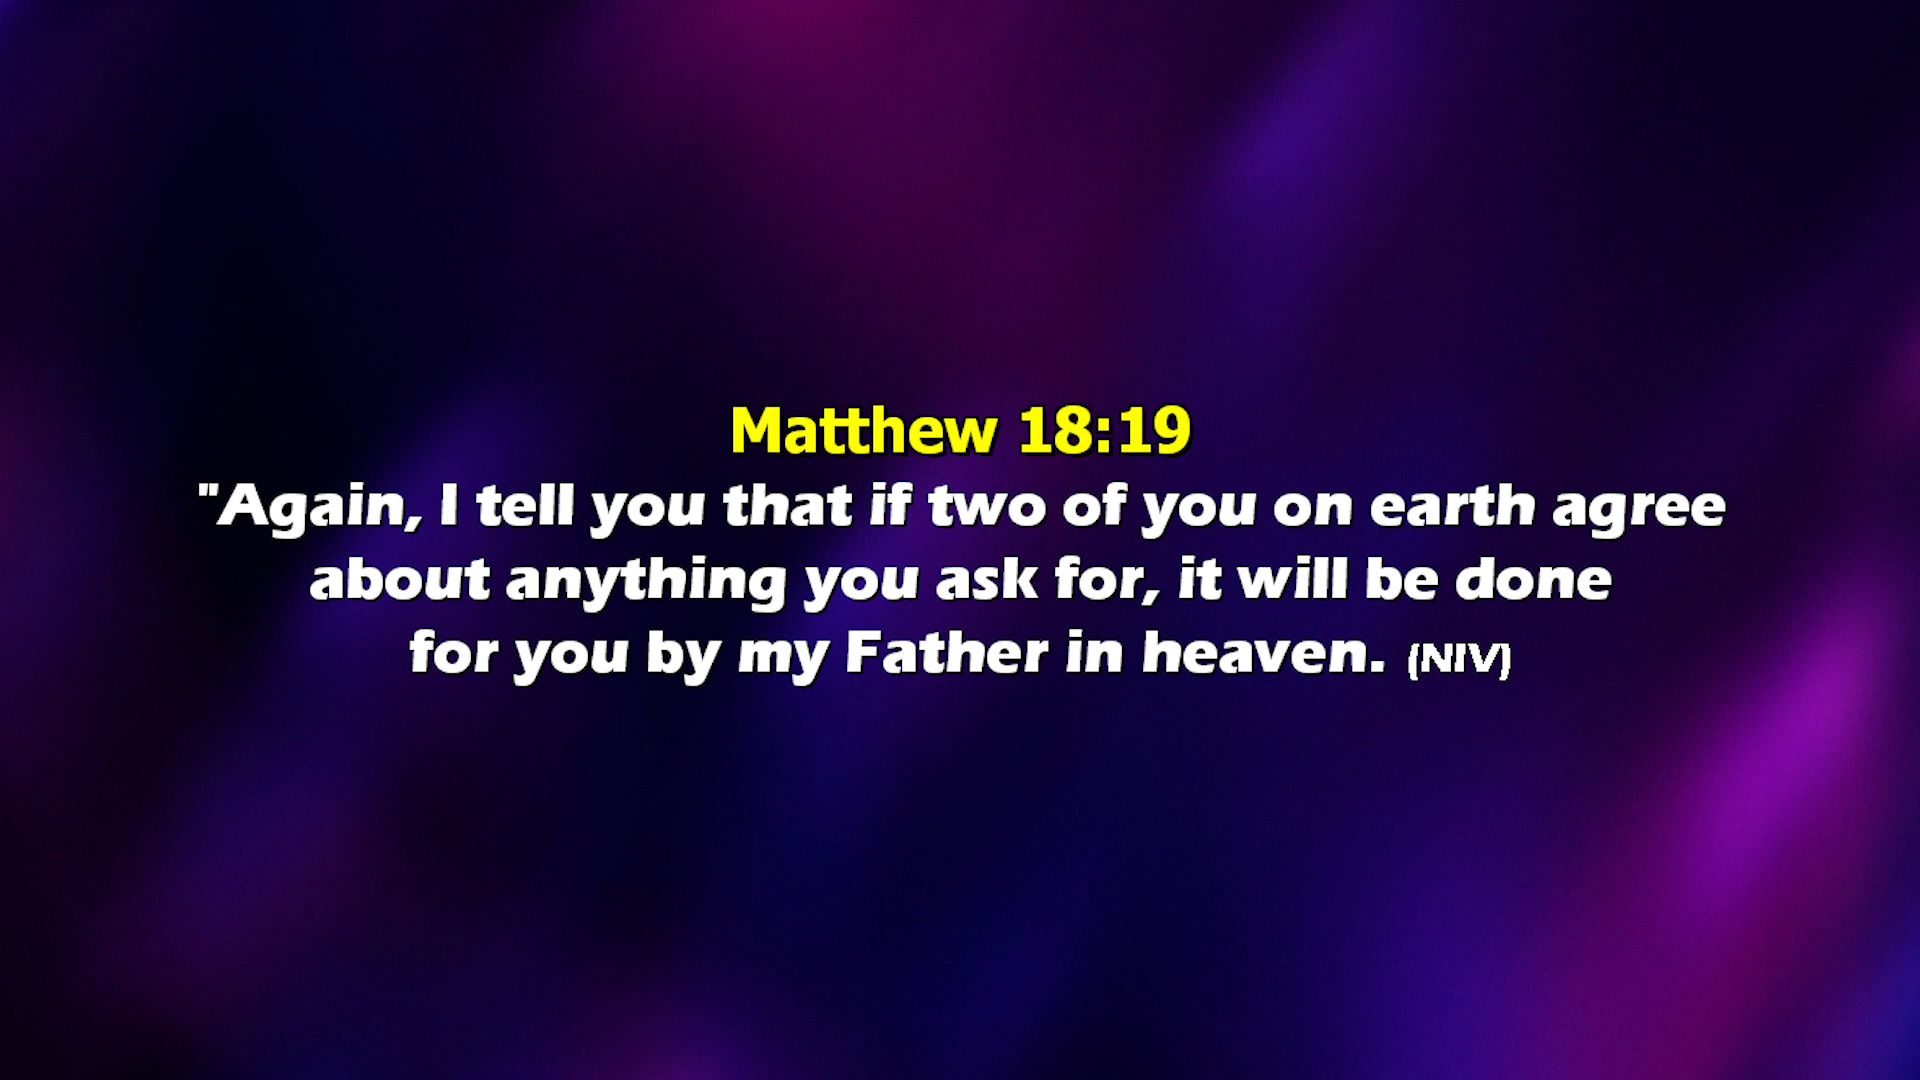 Matthew 18:19
"Again, I tell you that if two of you on earth agree
about anything you ask for, it will be done
for you by my Father in heaven. (NIV)